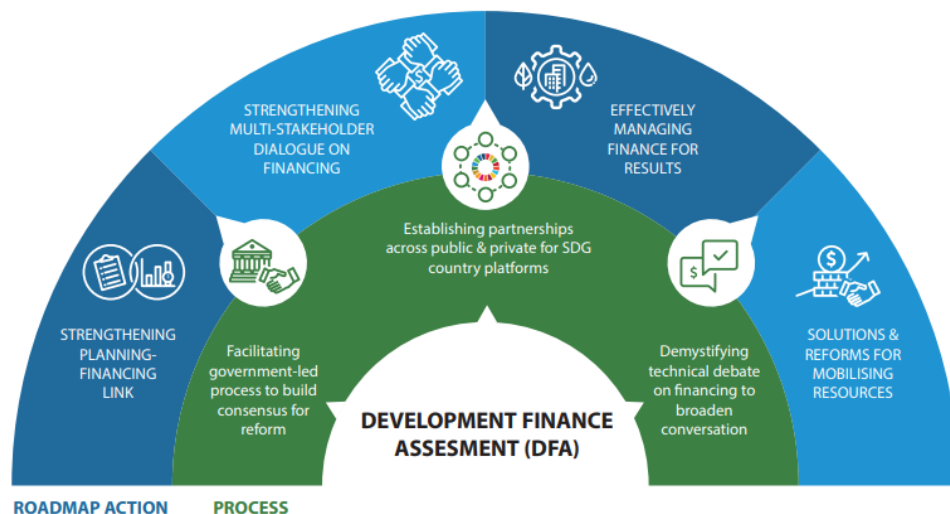 STRENGTHENING
MULTI-STAKEHOLDER
DIALOGUE ON
FINANCING
EFFECTIVELY
MANAGING
FINANCE FOR
RESULTS
STRENGTHENING
PLANNING-
FINANCING
LINK
SOLUTIONS &
REFORMS FOR
MOBILISING
RESOURCES
Establishing partnerships
across public & private for SDG
country platforms
Facilitating
government-led
process to build
consensus for
reform
Demystifying
technical debate
on financing to
broaden
conversation
DEVELOPMENT FINANCE
ASSESMENT (DFA)
ROADMAP ACTION
PROCESS